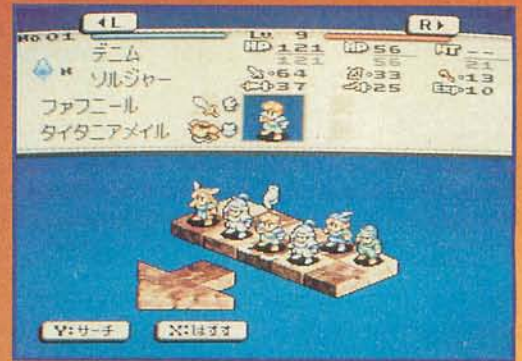 ◀L R▶
No 01 Lv. 9
デニム HP 121 MP 56 WT --
121 56 21
N ソルジャー 64 33 13
37 25 Exp 10
ファフニール
タイタニアメイル
Y:サーチ X:はずす